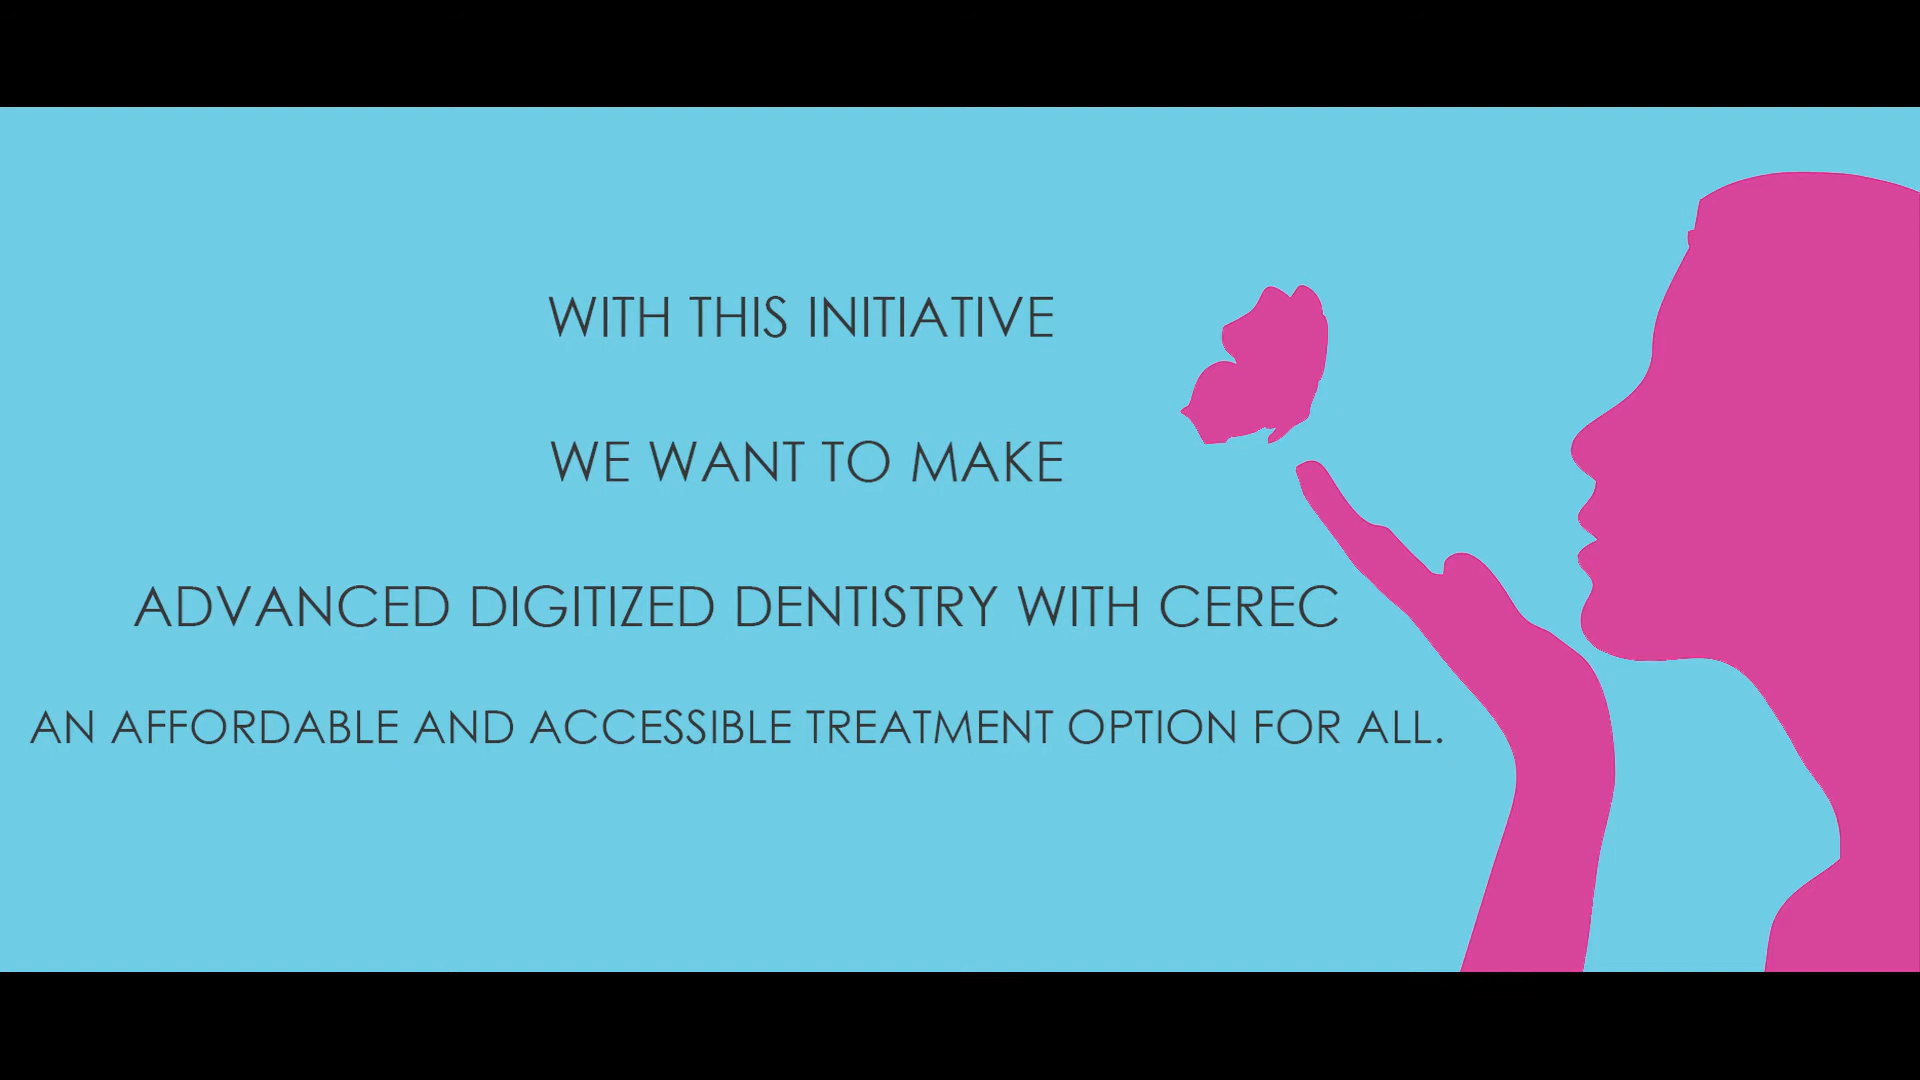 WITH THIS INITIATIVE
WE WANT TO MAKE
ADVANCED DIGITIZED DENTISTRY WITH CEREC
AN AFFORDABLE AND ACCESSIBLE TREATMENT OPTION FOR ALL.